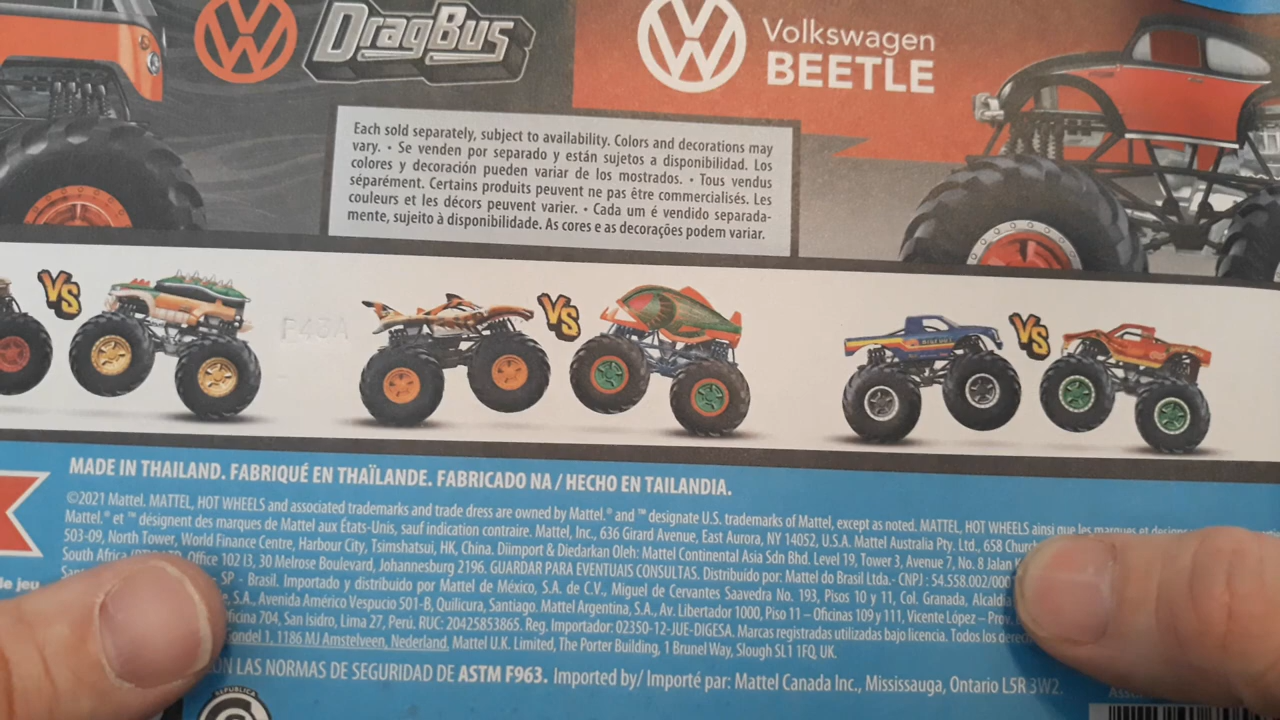 DragBus
Volkswagen
BEETLE
Each sold separately, subject to availability. Colors and decorations may
vary. • Se venden por separado y están sujetos a disponibilidad. Los
colores y decoración pueden variar de los mostrados. • Tous vendus
séparément. Certains produits peuvent ne pas être commercialisés. Les
couleurs et les décors peuvent varier. • Cada um é vendido separada-
mente, sujeito à disponibilidade. As cores e as decorações podem variar.
VS
VS
VS
P43A
BIGFOOT
MADE IN THAILAND. FABRIQUÉ EN THAÏLANDE. FABRICADO NA / HECHO EN TAILANDIA.
©2021 Mattel. MATTEL, HOT WHEELS and associated trademarks and trade dress are owned by Mattel.® and ™ designate U.S. trademarks of Mattel, except as noted. MATTEL, HOT WHEELS ainsi que les marques et
Mattel.® et ™ désignent des marques de Mattel aux États-Unis, sauf indication contraire. Mattel, Inc., 636 Girard Avenue, East Aurora, NY 14052, U.S.A. Mattel Australia Pty. Ltd., 658 Church
503-09, North Tower, World Finance Centre, Harbour City, Tsimshatsui, HK, China. Diimport & Diedarkan Oleh: Mattel Continental Asia Sdn Bhd. Level 19, Tower 3, Avenue 7, No. 8 Jalan
South Africa Office 102 I3, 30 Melrose Boulevard, Johannesburg 2196. GUARDAR PARA EVENTUAIS CONSULTAS. Distribuido por: Mattel do Brasil Ltda.- CNPJ : 54.558.002/000
- SP - Brasil. Importado y distribuido por Mattel de México, S.A. de C.V., Miguel de Cervantes Saavedra No. 193, Pisos 10 y 11, Col. Granada, Alcaldía
, S.A., Avenida Américo Vespucio 501-B, Quilicura, Santiago. Mattel Argentina, S.A., Av. Libertador 1000, Piso 11 – Oficinas 109 y 111, Vicente López – Prov.
ficina 704, San Isidro, Lima 27, Perú. RUC: 20425853865. Reg. Importador: 02350-12-JUE-DIGESA. Marcas registradas utilizadas bajo licencia. Todos los
Gondel 1, 1186 MJ Amstelveen, Nederland. Mattel U.K. Limited, The Porter Building, 1 Brunel Way, Slough SL1 1FQ, UK.
ON LAS NORMAS DE SEGURIDAD DE ASTM F963. Imported by/ Importé par: Mattel Canada Inc., Mississauga, Ontario L5R 3W2.
de jeu
REPUBLICA